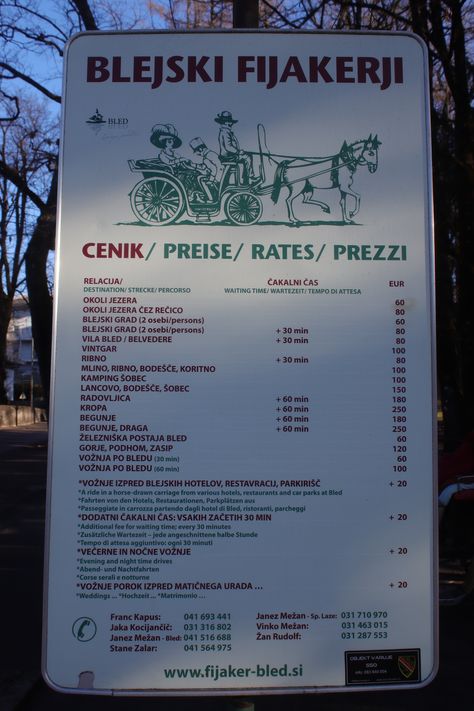 BLEJSKI FIJAKERJI
BLED
CENIK/ PREISE/ RATES/ PREZZI
RELACIJA/ ČAKALNI ČAS EUR
DESTINATION/ STRECKE/ PERCORSO WAITING TIME/ WARTEZEIT/ TEMPO DI ATTESA
OKOLI JEZERA 60
OKOLI JEZERA ČEZ REČICO 80
BLEJSKI GRAD (2 osebi/persons) 60
BLEJSKI GRAD (2 osebi/persons) + 30 min 80
VILA BLED / BELVEDERE 80
VINTGAR 100
RIBNO + 30 min 80
MLINO, RIBNO, BODEŠČE, KORITNO 100
KAMPING ŠOBEC 100
LANCOVO, BODEŠČE, ŠOBEC 150
RADOVLJICA + 60 min 180
KROPA + 60 min 250
BEGUNJE + 60 min 180
BEGUNJE, DRAGA + 60 min 250
ŽELEZNIŠKA POSTAJA BLED 60
GORJE, PODHOM, ZASIP 120
VOŽNJA PO BLEDU (30 min) 60
VOŽNJA PO BLEDU (60 min) 100
*VOŽNJE IZPRED BLEJSKIH HOTELOV, RESTAVRACIJ, PARKIRIŠČ + 20
*A ride in a horse-drawn carriage from various hotels, restaurants and car parks at Bled
*Fahrten von den Hotels, Restaurationen, Parkplätzen aus
*Passeggiate in carrozza partendo dagli hotel di Bled, ristoranti, parcheggi
*DODATNI ČAKALNI ČAS: VSAKIH ZAČETIH 30 MIN + 20
*Additional fee for waiting time; every 30 minutes
*Zusätzliche Wartezeit – jede angeschnittene halbe Stunde
*Tempo di attesa aggiuntivo: ogni 30 minuti
*VEČERNE IN NOČNE VOŽNJE + 20
*Evening and night time drives
*Abend- und Nachtfahrten
*Corse serali e notturne
*VOŽNJE POROK IZPRED MATIČNEGA URADA ... + 20
*Weddings ... *Hochzeit ... *Matrimonio ...
Franc Kapus: 041 693 441 Janez Mežan - Sp. Laze: 031 710 970
Jaka Kocijančič: 031 316 802 Vinko Mežan: 031 463 015
Janez Mežan - Bled: 041 516 688 Žan Rudolf: 031 287 553
Stane Zalar: 041 564 975
www.fijaker-bled.si
OBJEKT VARUJE